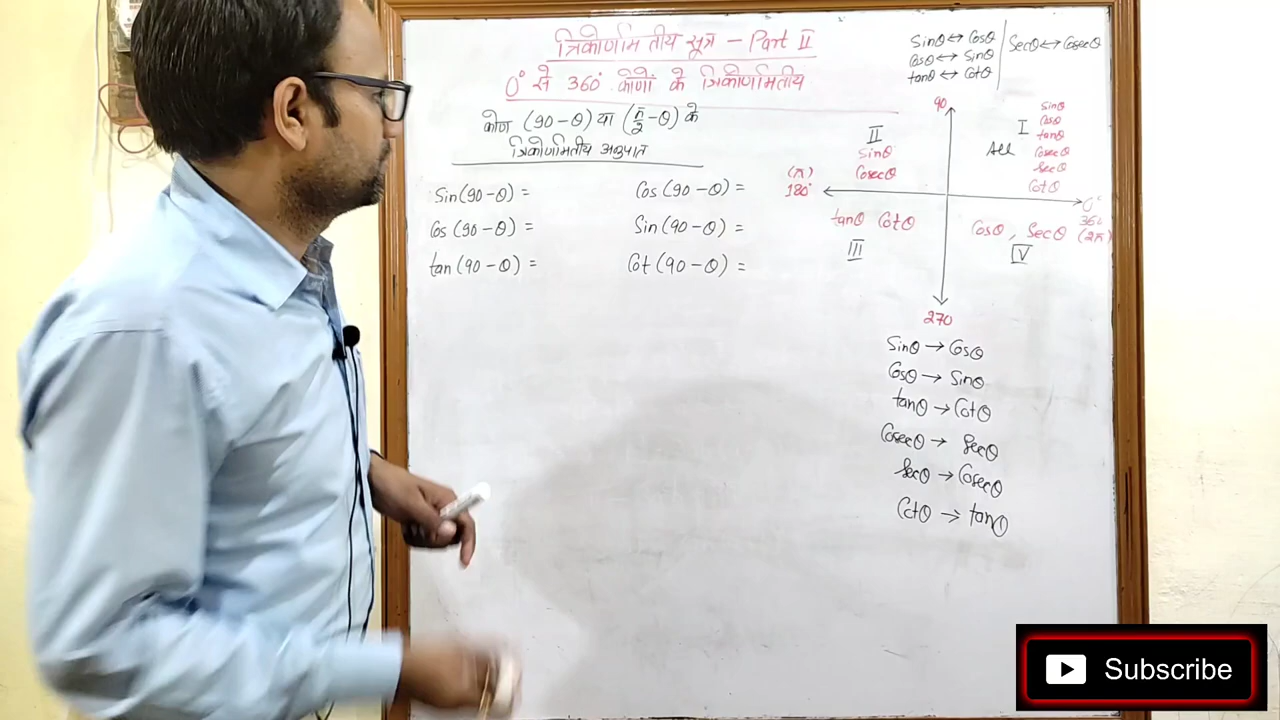 त्रिकोणमितीय सूत्र - Part II
0° से 360° कोणों के त्रिकोणमितीय
कोण (90-θ) या (π/2-θ) के
त्रिकोणमितीय अनुपात
Sin(90-θ) =
Cos(90-θ) =
tan(90-θ) =
Cos(90-θ) =
Sin(90-θ) =
Cot(90-θ) =
Sinθ ↔ Cosθ
Cosθ ↔ Sinθ
tanθ ↔ Cotθ
Secθ ↔ Cosecθ
90
II
Sinθ
Cosecθ
I
All
Sinθ
Cosθ
tanθ
Cosecθ
Secθ
Cotθ
(π)
180°
0°
360
(2π)
tanθ Cotθ
III
Cosθ, Secθ
IV
270
Sinθ → Cosθ
Cosθ → Sinθ
tanθ → Cotθ
Cosecθ → Secθ
Secθ → Cosecθ
Cotθ → tanθ
Subscribe